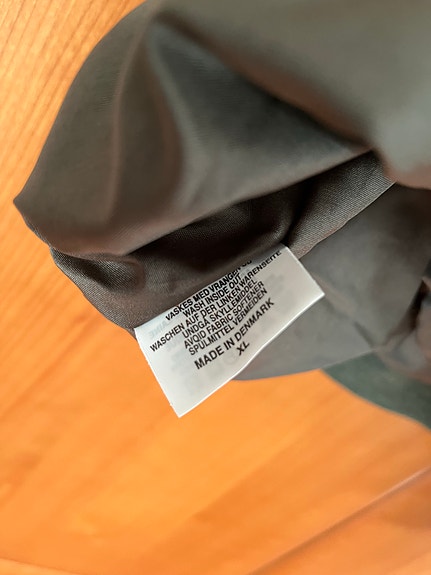 VASKES MED VRANGEN
WASH INSIDE OUT
WASCHEN AUF DER LINKEN WARENSEITE
UNDGÅ SKYLLEMIDDEL
AVOID FABRIC SOFTENER
SPÜLMITTEL VERMEIDEN
MADE IN DENMARK
XL